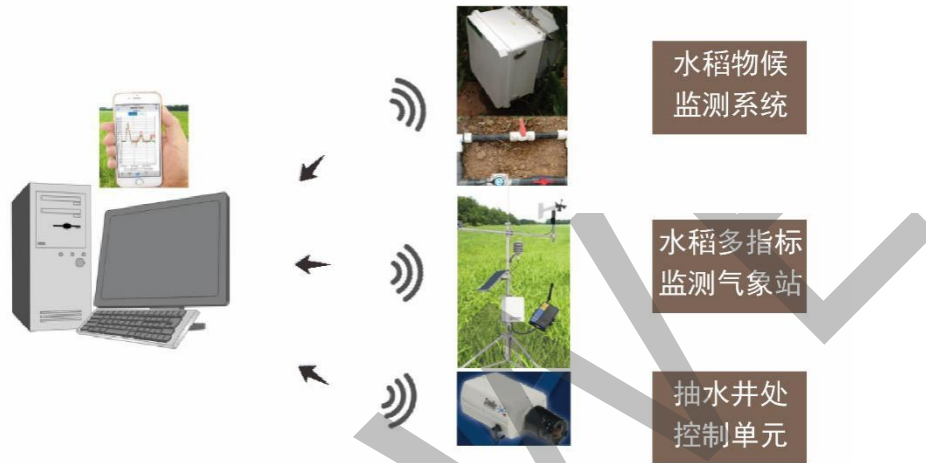 水稻物候
监测系统
水稻多指标
监测气象站
抽水井处
控制单元